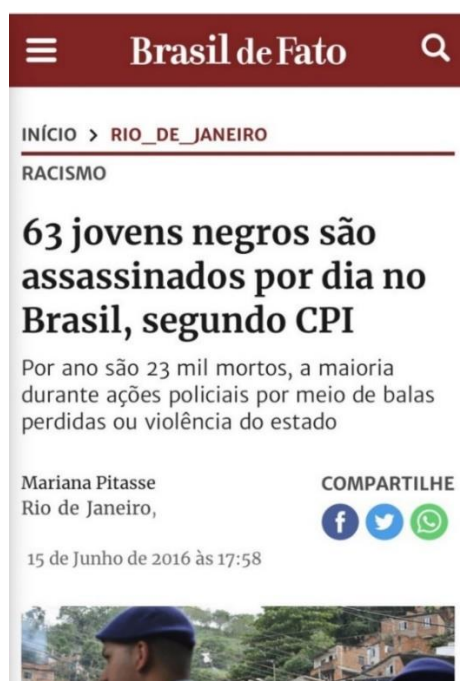 Brasil de Fato
INÍCIO > RIO_DE_JANEIRO
RACISMO
63 jovens negros são
assassinados por dia no
Brasil, segundo CPI
Por ano são 23 mil mortos, a maioria
durante ações policiais por meio de balas
perdidas ou violência do estado
Mariana Pitasse
Rio de Janeiro,
COMPARTILHE
15 de Junho de 2016 às 17:58